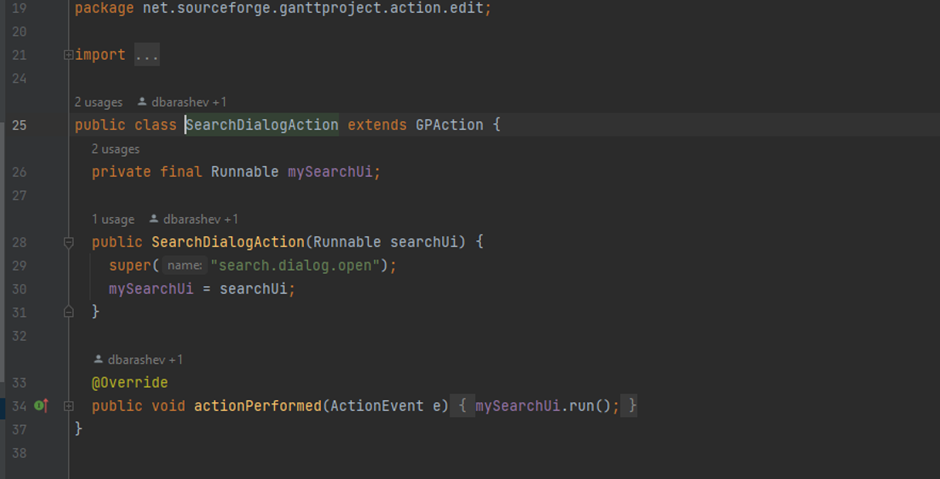 19 package net.sourceforge.ganttproject.action.edit;
20
21 import ...
24
2 usages dbarashev +1
25 public class SearchDialogAction extends GPAction {
2 usages
26 private final Runnable mySearchUi;
27
1 usage dbarashev +1
28 public SearchDialogAction(Runnable searchUi) {
29 super( name: "search.dialog.open");
30 mySearchUi = searchUi;
31 }
32
dbarashev +1
33 @Override
34 public void actionPerformed(ActionEvent e) { mySearchUi.run(); }
37 }
38